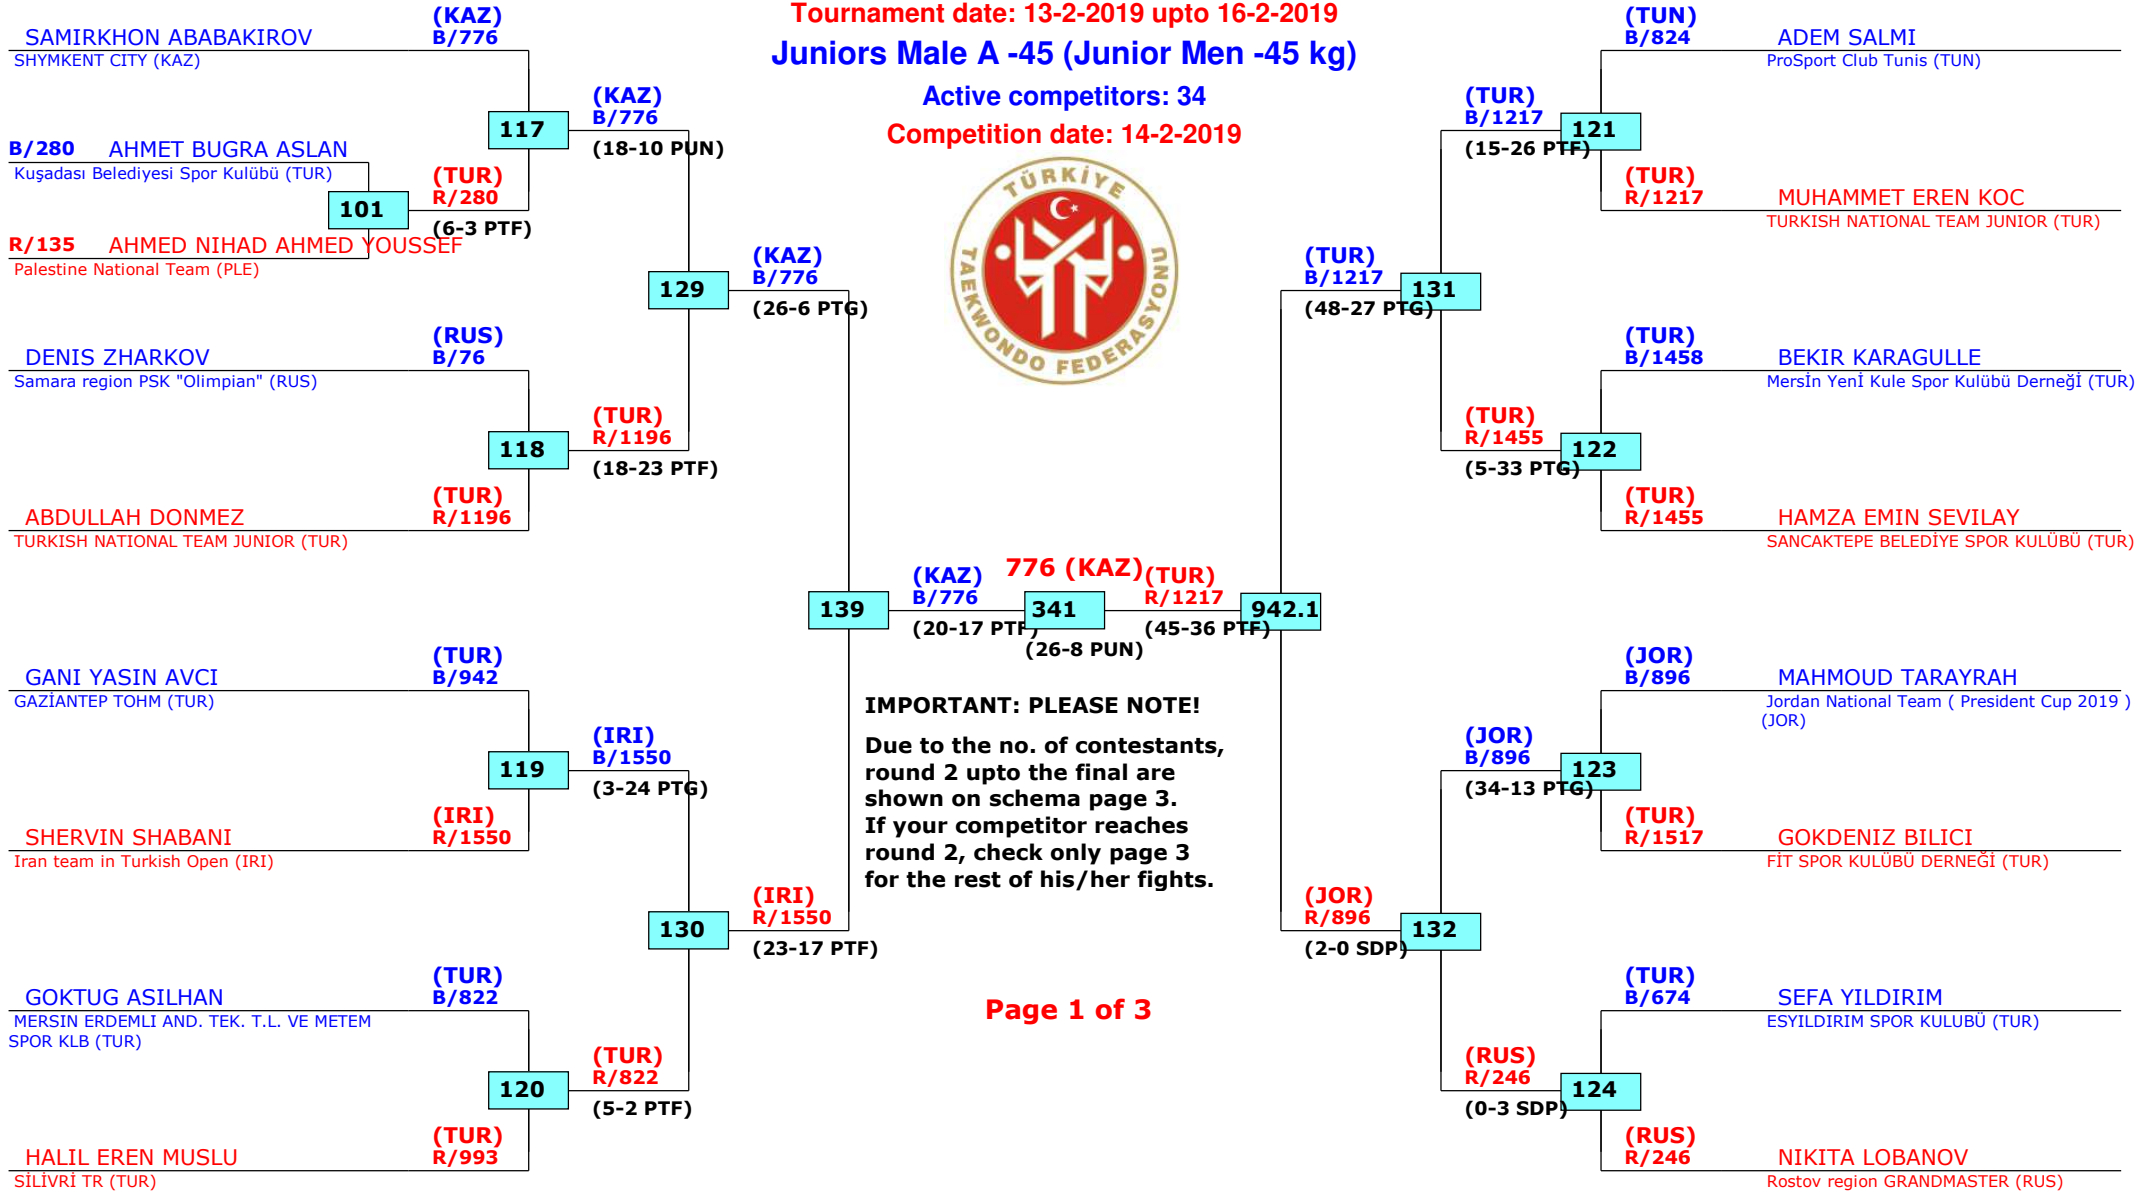 Tournament date: 13-2-2019 upto 16-2-2019
Juniors Male A -45 (Junior Men -45 kg)
Active competitors: 34
Competition date: 14-2-2019
TÜRKİYE
TAEKWONDO FEDERASYONU
SAMIRKHON ABABAKIROV
SHYMKENT CITY (KAZ)
(KAZ)
B/776
B/280 AHMET BUGRA ASLAN
Kuşadası Belediyesi Spor Kulübü (TUR)
101
R/135 AHMED NIHAD AHMED YOUSSEF
Palestine National Team (PLE)
(TUR)
R/280
(6-3 PTF)
117
(KAZ)
B/776
(18-10 PUN)
DENIS ZHARKOV
Samara region PSK "Olimpian" (RUS)
(RUS)
B/76
118
ABDULLAH DONMEZ
TURKISH NATIONAL TEAM JUNIOR (TUR)
(TUR)
R/1196
(TUR)
R/1196
(18-23 PTF)
129
(KAZ)
B/776
(26-6 PTG)
GANI YASIN AVCI
GAZİANTEP TOHM (TUR)
(TUR)
B/942
119
SHERVIN SHABANI
Iran team in Turkish Open (IRI)
(IRI)
R/1550
(IRI)
B/1550
(3-24 PTG)
GOKTUG ASILHAN
MERSIN ERDEMLI AND. TEK. T.L. VE METEM
SPOR KLB (TUR)
(TUR)
B/822
120
HALIL EREN MUSLU
SİLİVRİ TR (TUR)
(TUR)
R/993
(TUR)
R/822
(5-2 PTF)
130
(IRI)
R/1550
(23-17 PTF)
139
(KAZ)
B/776
(20-17 PTF)
776 (KAZ)
341
(26-8 PUN)
(TUR)
R/1217
(45-36 PTF)
942.1
IMPORTANT: PLEASE NOTE!
Due to the no. of contestants,
round 2 upto the final are
shown on schema page 3.
If your competitor reaches
round 2, check only page 3
for the rest of his/her fights.
Page 1 of 3
(TUR)
B/1217
(48-27 PTG)
131
(TUR)
B/1217
(15-26 PTF)
121
(TUN)
B/824
ADEM SALMI
ProSport Club Tunis (TUN)
(TUR)
R/1217
MUHAMMET EREN KOC
TURKISH NATIONAL TEAM JUNIOR (TUR)
(TUR)
R/1455
(5-33 PTG)
122
(TUR)
B/1458
BEKIR KARAGULLE
Mersİn Yenİ Kule Spor Kulübü Derneğİ (TUR)
(TUR)
R/1455
HAMZA EMIN SEVILAY
SANCAKTEPE BELEDİYE SPOR KULÜBÜ (TUR)
(JOR)
R/896
(2-0 SDP)
132
(JOR)
B/896
(34-13 PTG)
123
(JOR)
B/896
MAHMOUD TARAYRAH
Jordan National Team ( President Cup 2019 )
(JOR)
(TUR)
R/1517
GOKDENIZ BILICI
FİT SPOR KULÜBÜ DERNEĞİ (TUR)
(RUS)
R/246
(0-3 SDP)
124
(TUR)
B/674
SEFA YILDIRIM
ESYILDIRIM SPOR KULUBÜ (TUR)
(RUS)
R/246
NIKITA LOBANOV
Rostov region GRANDMASTER (RUS)